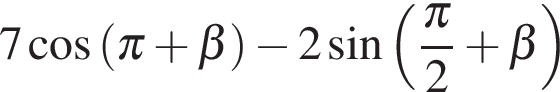 7 cos (π + β) − 2 sin (π/2 + β)